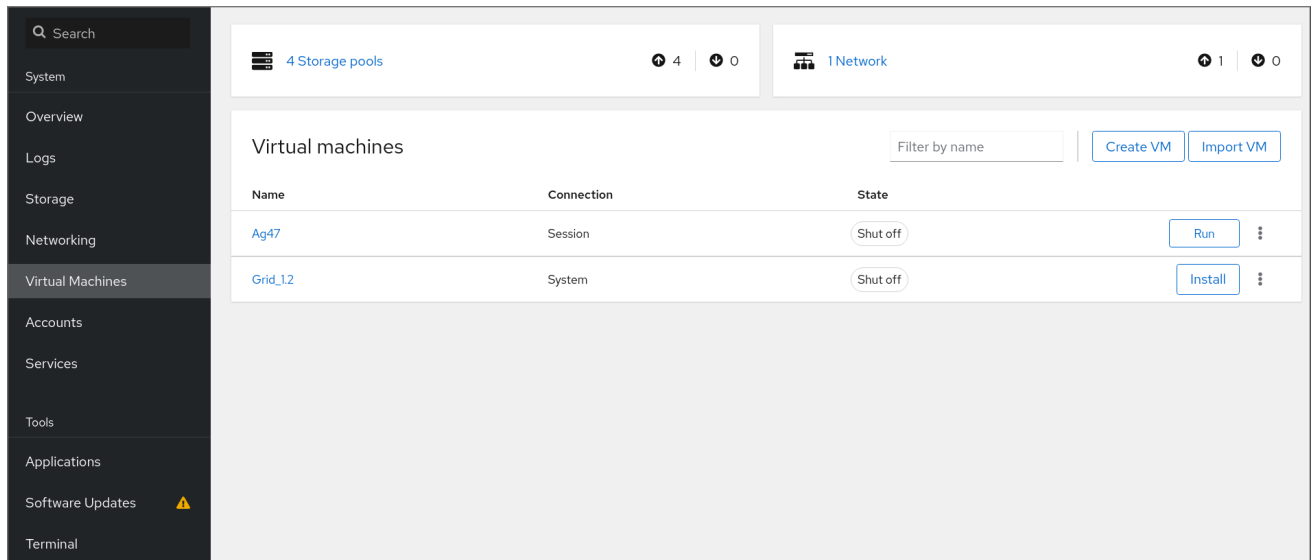 Search
System
Overview
Logs
Storage
Networking
Virtual Machines
Accounts
Services
Tools
Applications
Software Updates
Terminal
4 Storage pools 4 0
1 Network 1 0
Virtual machines Filter by name Create VM Import VM
Name Connection State
Ag47 Session Shut off Run
Grid_1.2 System Shut off Install